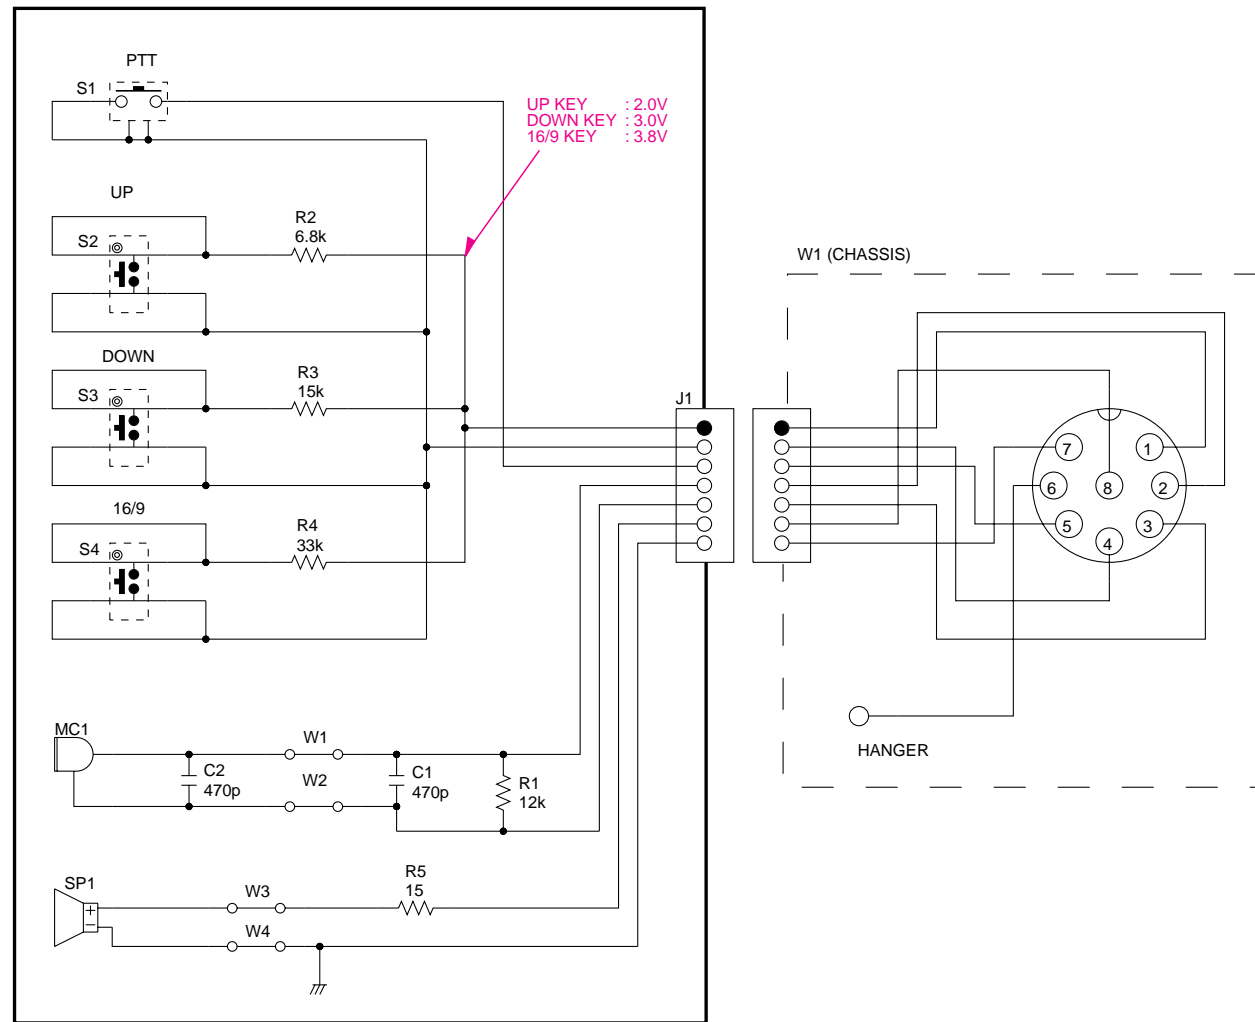 PTT
S1
UP KEY : 2.0V
DOWN KEY : 3.0V
16/9 KEY : 3.8V
UP
S2
R2
6.8k
W1 (CHASSIS)
DOWN
S3
R3
15k
J1
7
1
6
8
2
5
3
4
16/9
S4
R4
33k
MC1
W1
C2
470p
W2
C1
470p
R1
12k
HANGER
SP1
W3
R5
15
+
−
W4